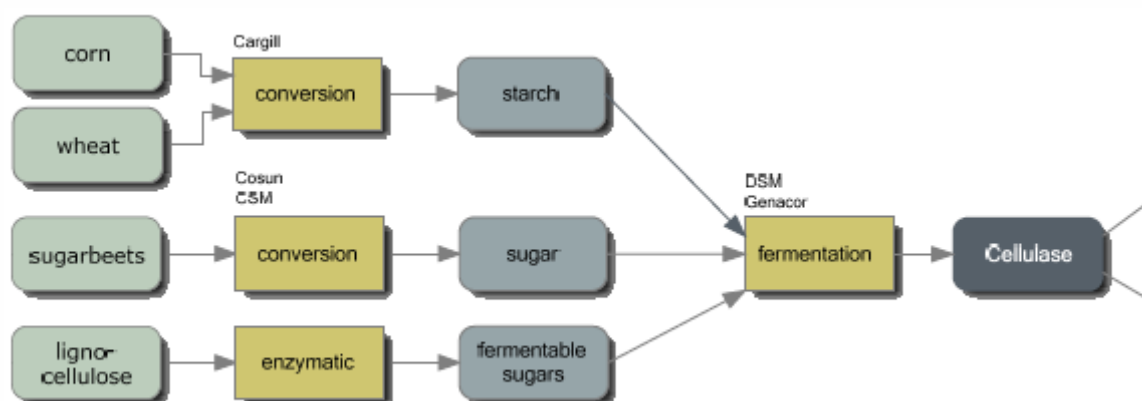 corn
wheat
Cargill
conversion
starch
sugarbeets
Cosun
CSM
conversion
sugar
ligno-
cellulose
enzymatic
fermentable
sugars
DSM
Genacor
fermentation
Cellulase